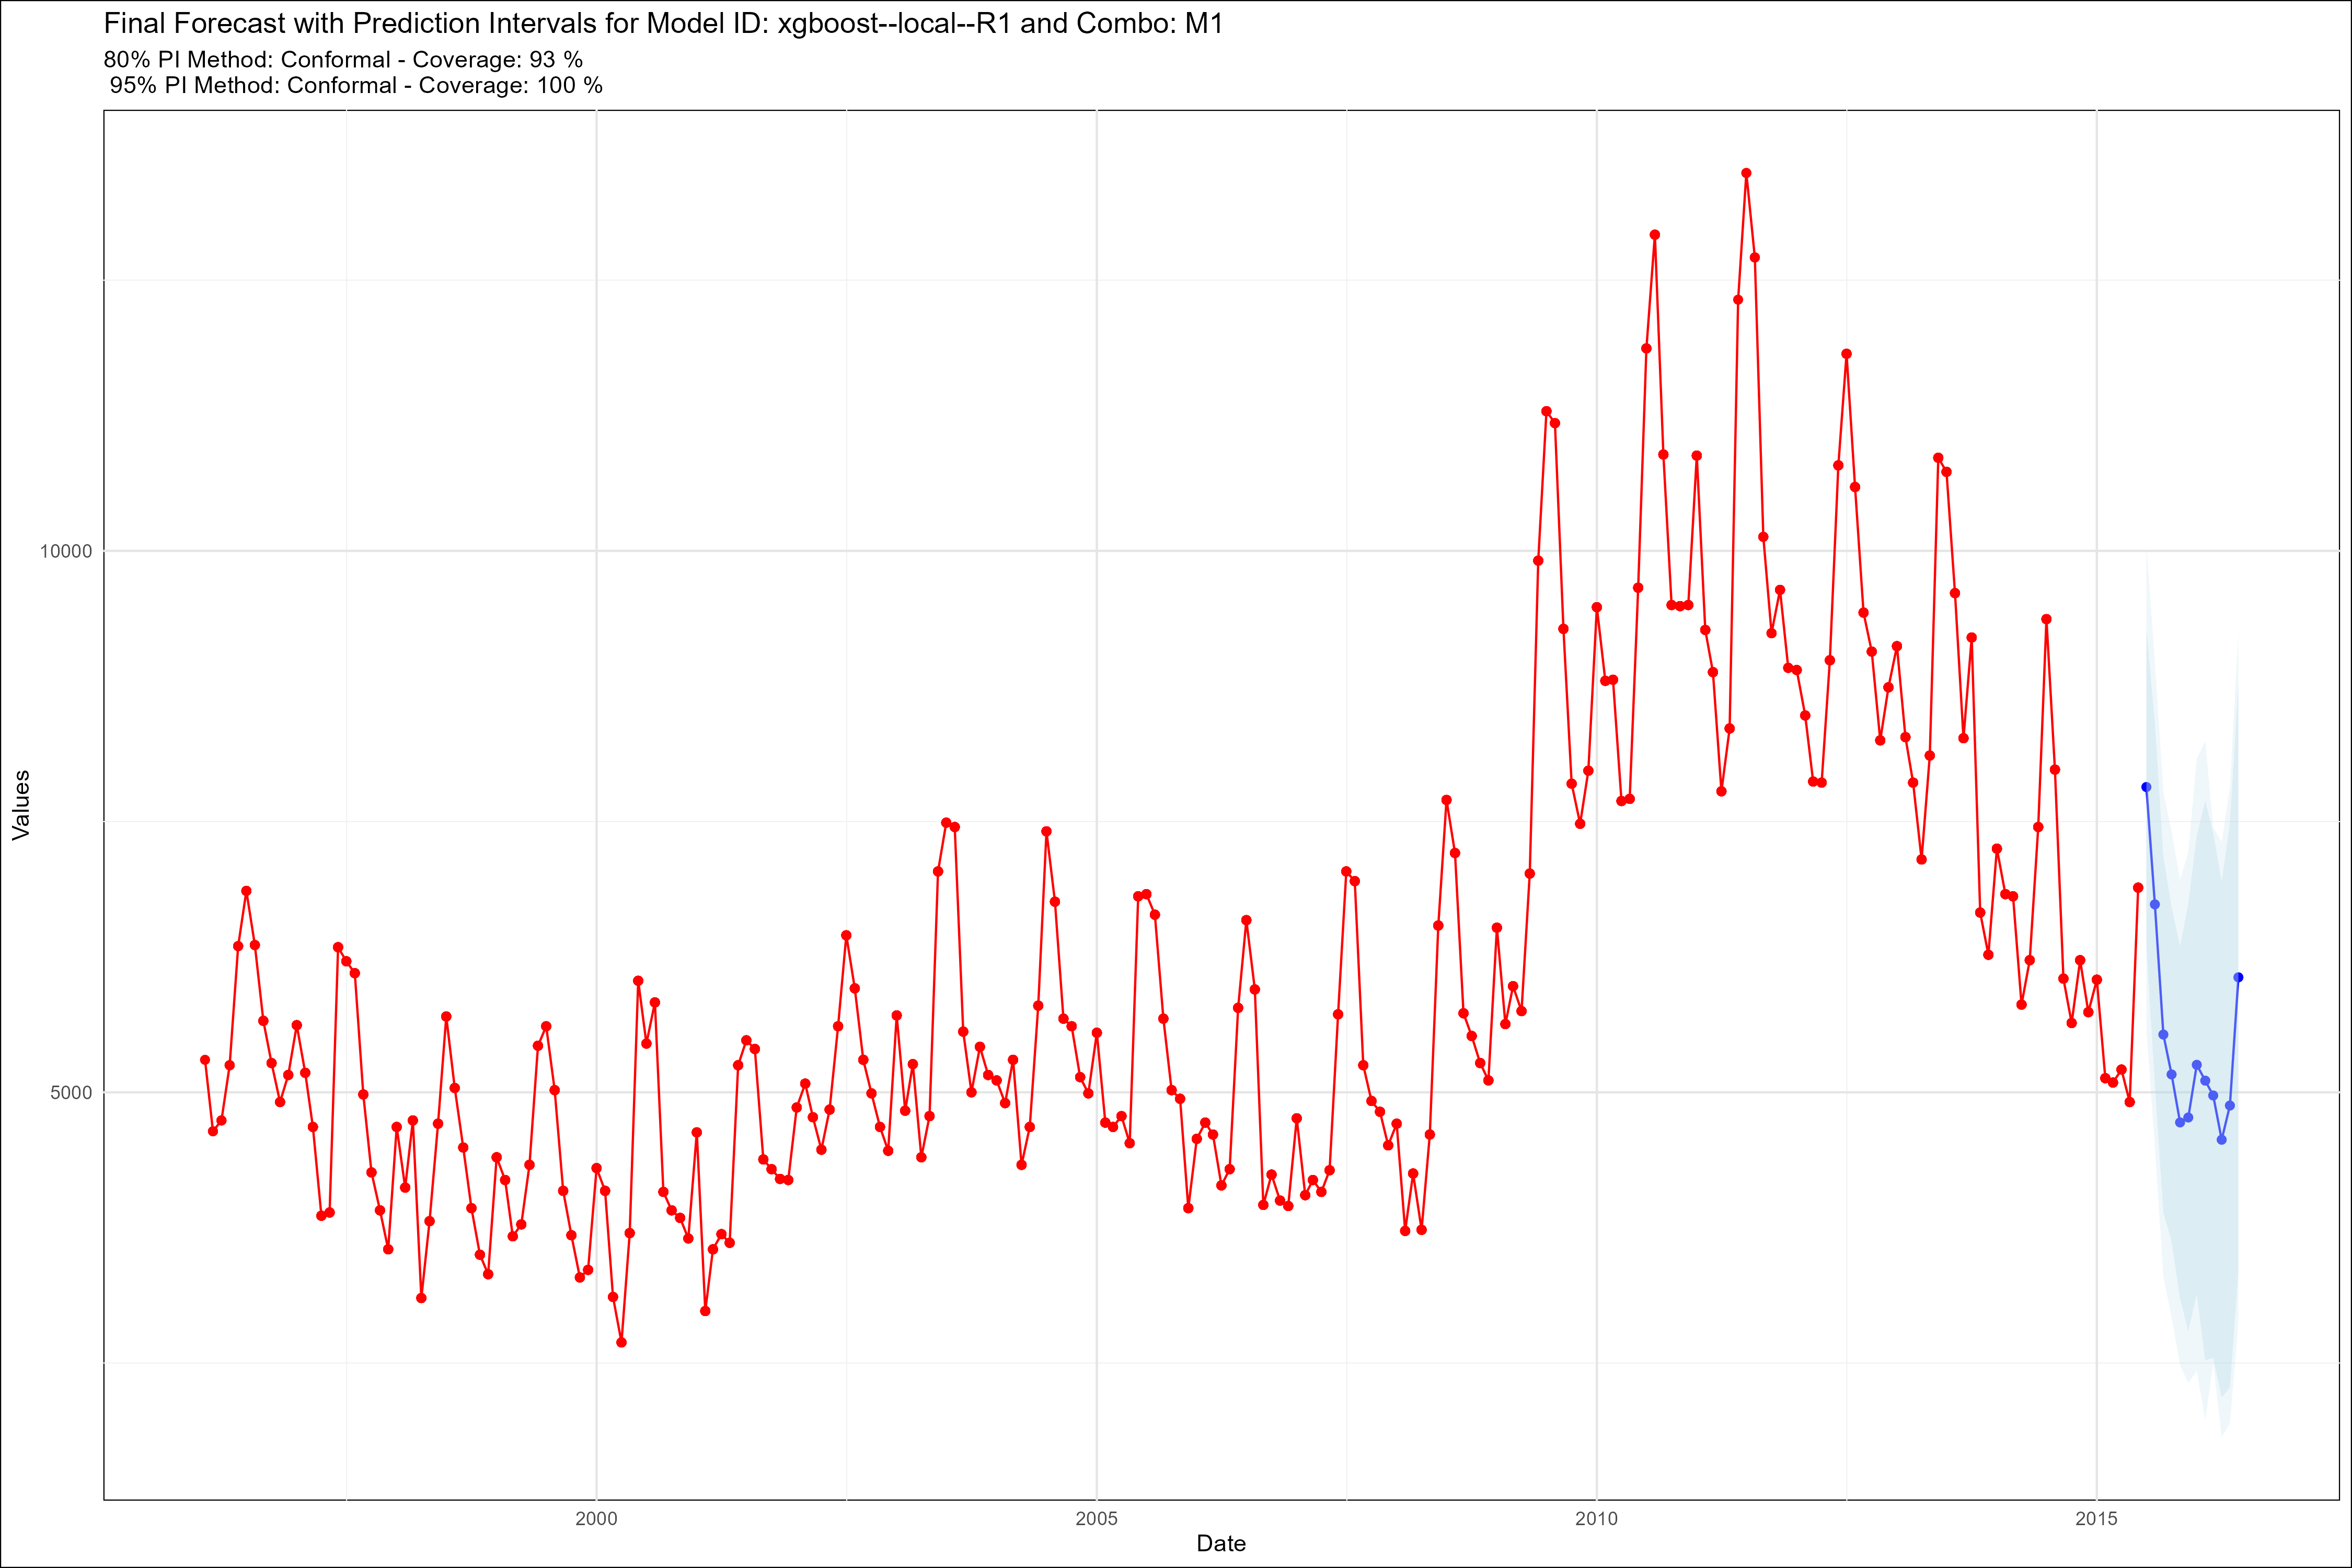 Final Forecast with Prediction Intervals for Model ID: xgboost--local--R1 and Combo: M1
80% PI Method: Conformal - Coverage: 93 %
95% PI Method: Conformal - Coverage: 100 %
10000
Values
5000
2000
2005
2010
2015
Date